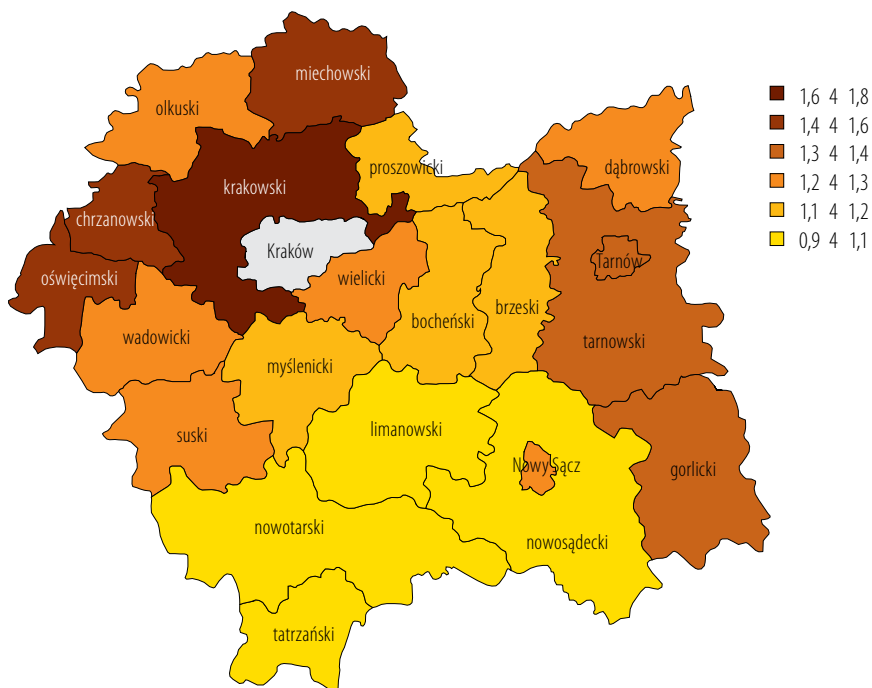 miechowski
olkuski
proszowicki
dąbrowski
krakowski
chrzanowski
Kraków
oświęcimski
wielicki
Tarnów
brzeski
bocheński
wadowicki
tarnowski
myślenicki
limanowski
suski
Nowy Sącz
gorlicki
nowotarski
nowosądecki
tatrzański
1,6 4 1,8
1,4 4 1,6
1,3 4 1,4
1,2 4 1,3
1,1 4 1,2
0,9 4 1,1